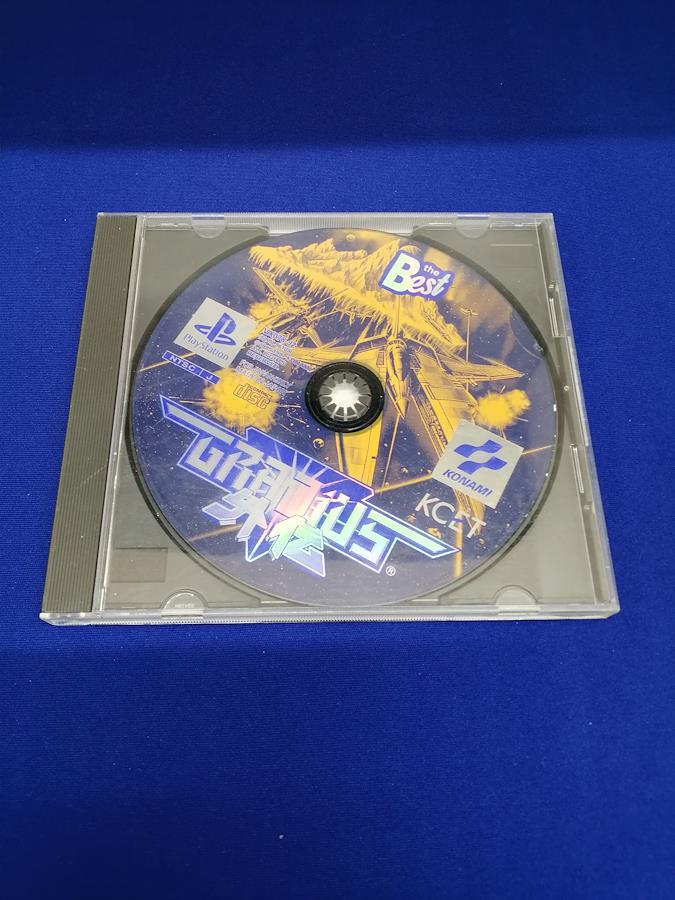 the
Best
PlayStation
NTSC J
disc
GRADIUS
外伝
®
KONAMI
KCET